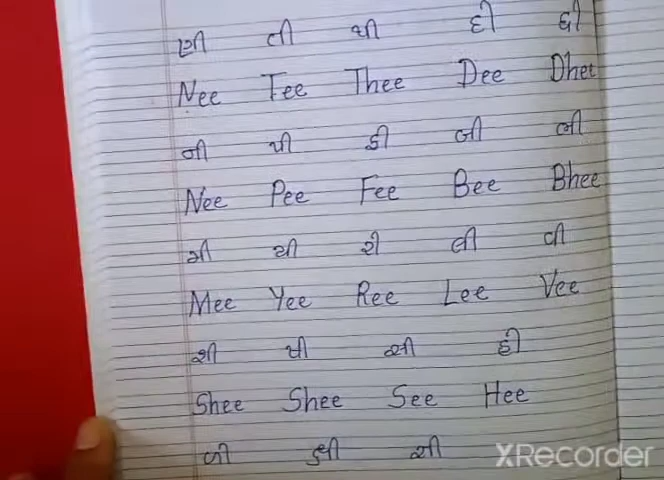 ણી તી થી દી ધી
Nee Tee Thee Dee Dhee
ની પી ફી બી ભી
Nee Pee Fee Bee Bhee
મી યી રી લી વી
Mee Yee Ree Lee Vee
શી ષી સી હી
Shee Shee See Hee
ળી ક્ષી જ્ઞી
XRecorder